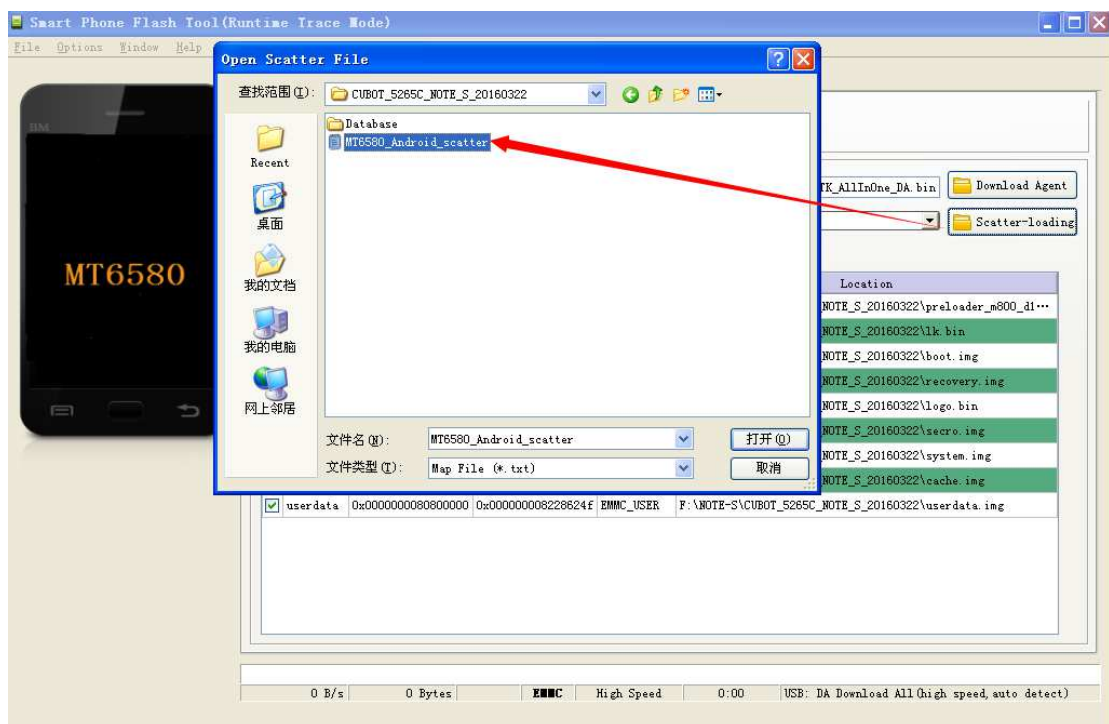 Smart Phone Flash Tool(Runtime Trace Mode)
File Options Window Help
Open Scatter File
查找范围(I): CUBOT_5265C_NOTE_S_20160322
Database
MT6580_Android_scatter
Recent
桌面
我的文档
我的电脑
网上邻居
文件名(N): MT6580_Android_scatter 打开(O)
文件类型(T): Map File (*.txt) 取消
BM
MT6580
TK_AllInOne_DA.bin Download Agent
Scatter-loading
Location
NOTE_S_20160322\preloader_m800_d1...
NOTE_S_20160322\lk.bin
NOTE_S_20160322\boot.img
NOTE_S_20160322\recovery.img
NOTE_S_20160322\logo.bin
NOTE_S_20160322\secro.img
NOTE_S_20160322\system.img
NOTE_S_20160322\cache.img
userdata 0x0000000080800000 0x000000008228624f EMMC_USER F:\NOTE-S\CUBOT_5265C_NOTE_S_20160322\userdata.img
0 B/s 0 Bytes EMMC High Speed 0:00 USB: DA Download All(high speed,auto detect)